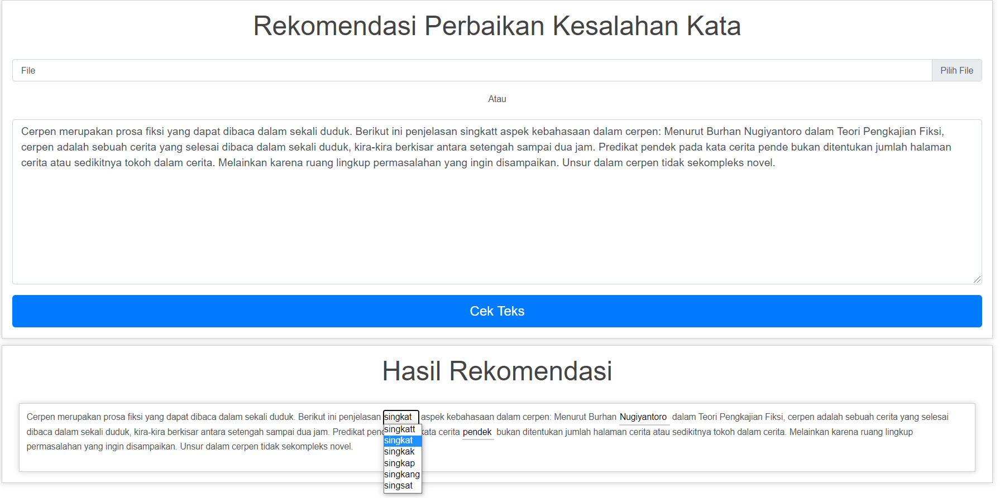 Rekomendasi Perbaikan Kesalahan Kata
File
Pilih File
Atau
Cerpen merupakan prosa fiksi yang dapat dibaca dalam sekali duduk. Berikut ini penjelasan singkatt aspek kebahasaan dalam cerpen: Menurut Burhan Nugiyantoro dalam Teori Pengkajian Fiksi,
cerpen adalah sebuah cerita yang selesai dibaca dalam sekali duduk, kira-kira berkisar antara setengah sampai dua jam. Predikat pendek pada kata cerita pende bukan ditentukan jumlah halaman
cerita atau sedikitnya tokoh dalam cerita. Melainkan karena ruang lingkup permasalahan yang ingin disampaikan. Unsur dalam cerpen tidak sekompleks novel.
Cek Teks
Hasil Rekomendasi
Cerpen merupakan prosa fiksi yang dapat dibaca dalam sekali duduk. Berikut ini penjelasan singkat aspek kebahasaan dalam cerpen: Menurut Burhan Nugiyantoro dalam Teori Pengkajian Fiksi, cerpen adalah sebuah cerita yang selesai
dibaca dalam sekali duduk, kira-kira berkisar antara setengah sampai dua jam. Predikat kata cerita pendek bukan ditentukan jumlah halaman cerita atau sedikitnya tokoh dalam cerita. Melainkan karena ruang lingkup
permasalahan yang ingin disampaikan. Unsur dalam cerpen tidak sekompleks novel.
singkatt
singkat
singkak
singkap
singkang
singsat